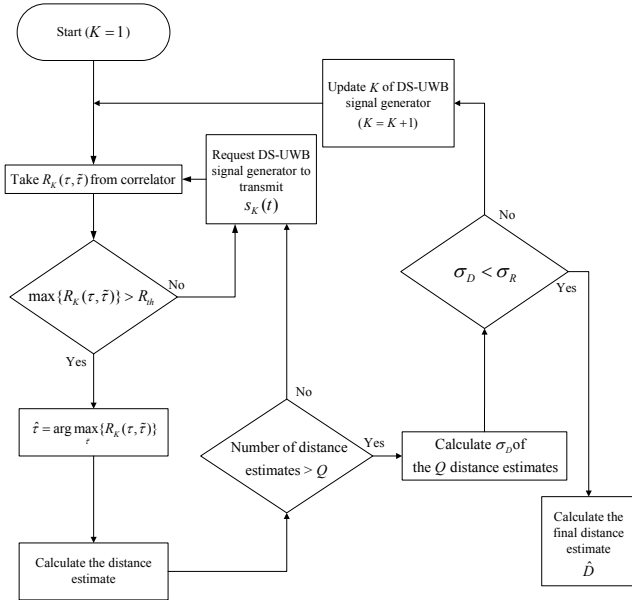 Start (K = 1)
Update K of DS-UWB
signal generator
(K = K+1)
Request DS-UWB
signal generator to
transmit
s_K(t)
Take R_K(τ, τ̃) from correlator
No
max{R_K(τ, τ̃)} > R_th
No
σ_D < σ_R
Yes
Yes
τ̂ = arg max{R_K(τ, τ̃)}
τ̃
No
Number of distance
estimates > Q
Yes
Calculate σ_D of
the Q distance estimates
Calculate the distance
estimate
Calculate the
final distance
estimate
D̂